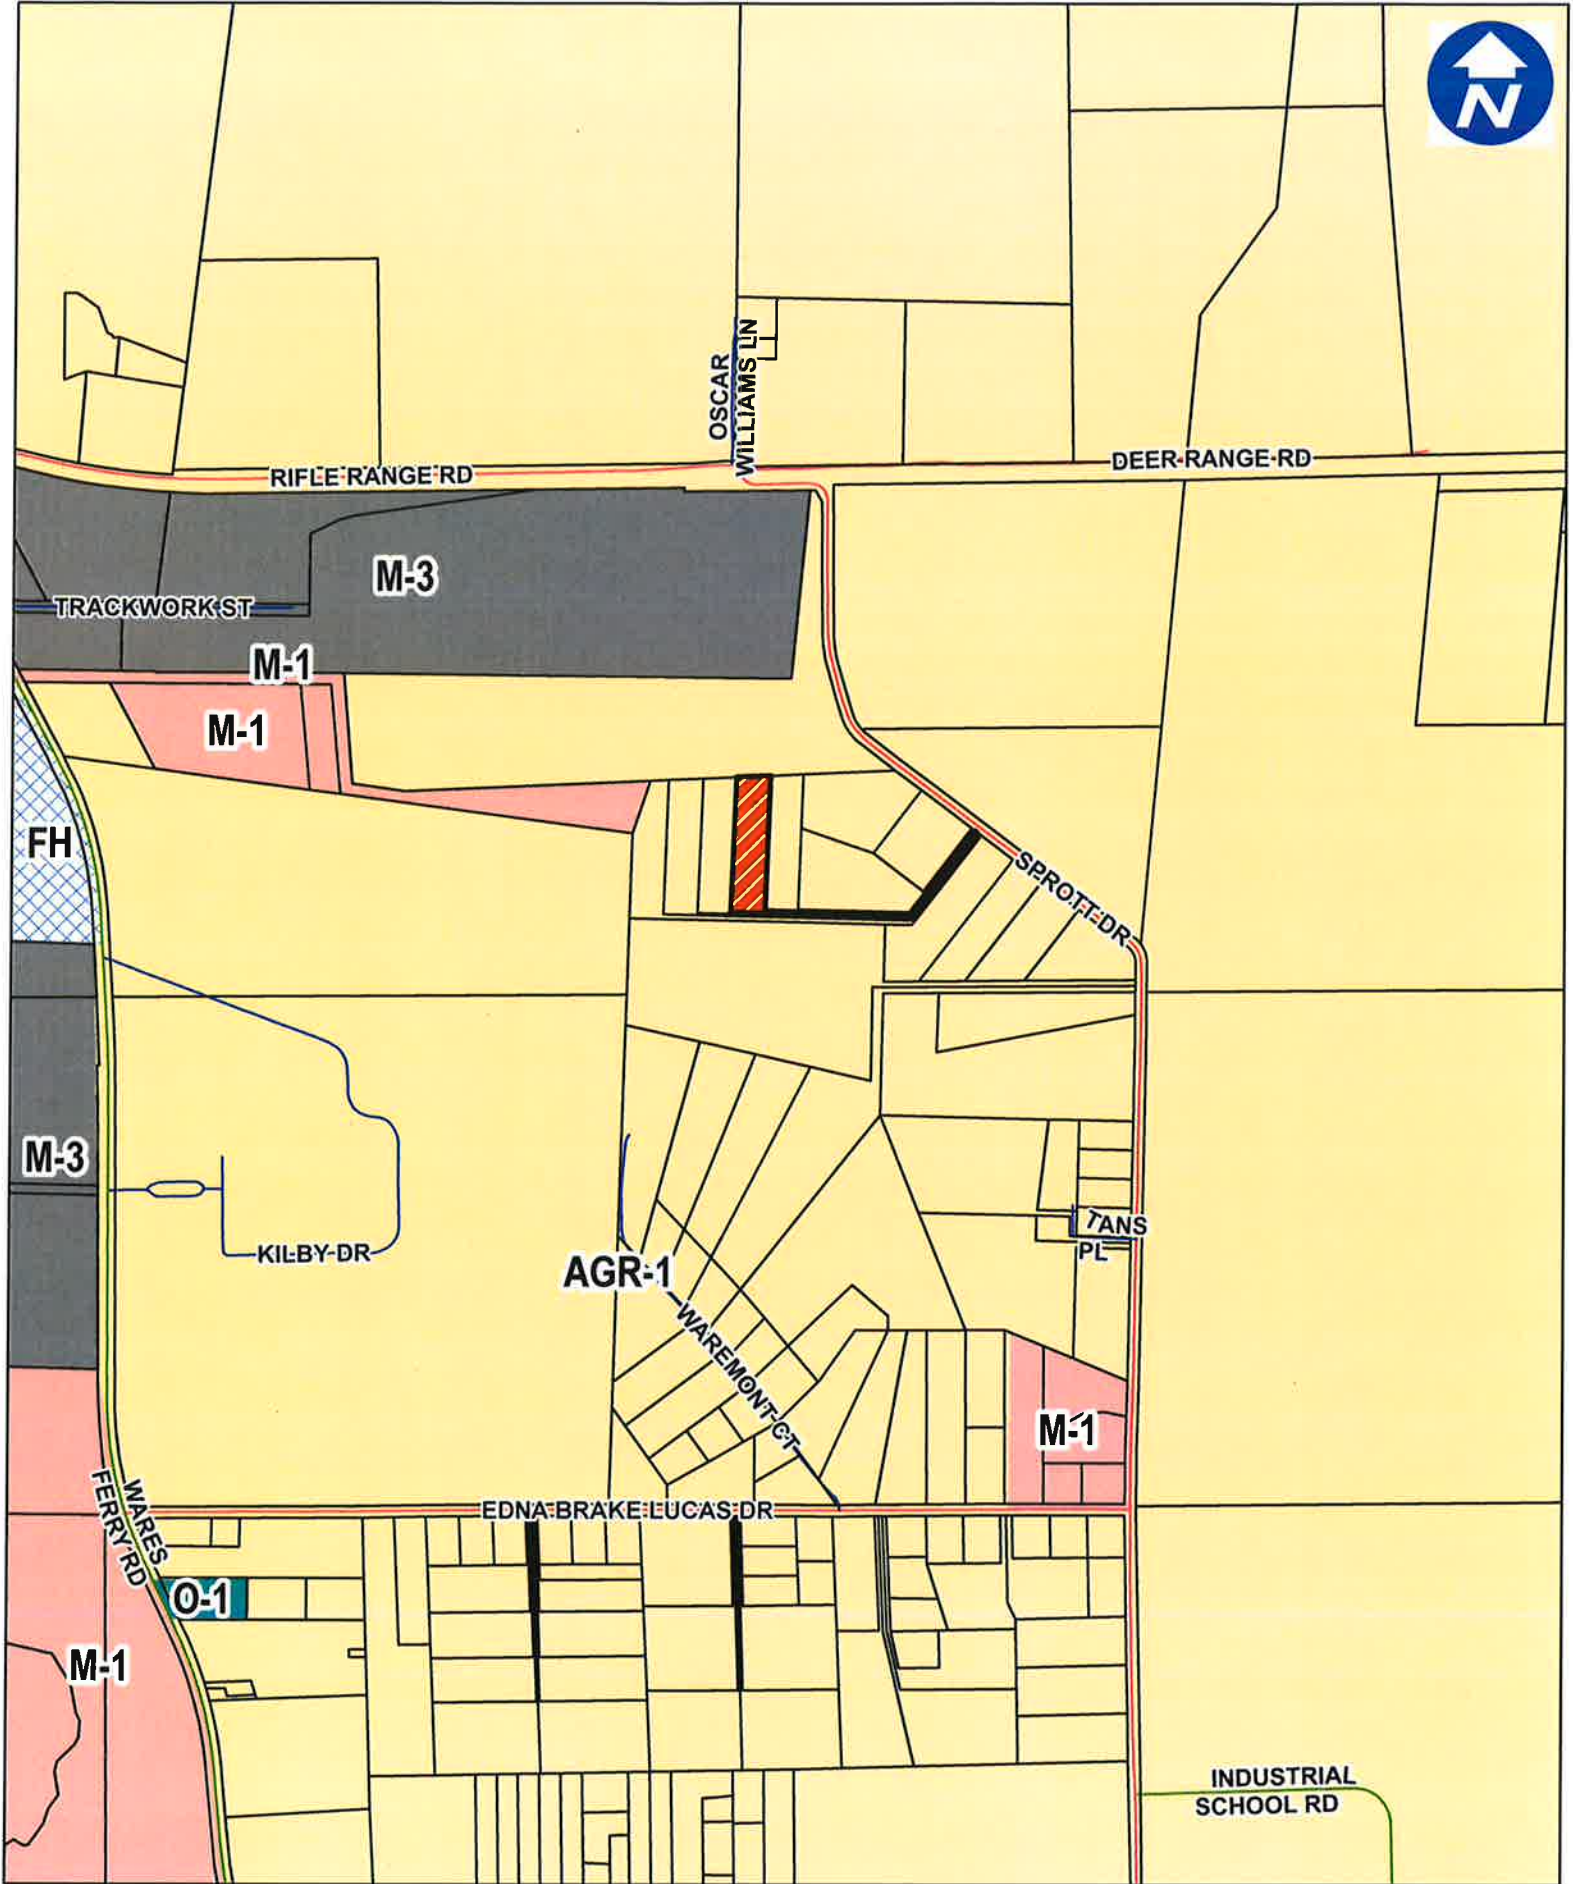 N
OSCAR
WILLIAMS LN
RIFLE RANGE RD
DEER RANGE RD
M-3
TRACKWORK ST
M-1
M-1
FH
SPROTT DR
M-3
TANS
PL
KILBY DR
AGR-1
WAREMONT CT
M-1
EDNA BRAKE LUCAS DR
WARES
FERRY RD
O-1
M-1
INDUSTRIAL
SCHOOL RD